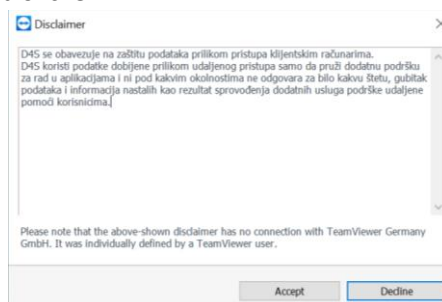 Disclaimer
D4S se obavezuje na zaštitu podataka prilikom pristupa klijentskim računarima.
D4S koristi podatke dobijene prilikom udaljenog pristupa samo da pruži dodatnu podršku
za rad u aplikacijama i ni pod kakvim okolnostima ne odgovara za bilo kakvu štetu, gubitak
podataka i informacija nastalih kao rezultat sprovođenja dodatnih usluga podrške udaljene
pomoći korisnicima.
Please note that the above-shown disclaimer has no connection with TeamViewer Germany
GmbH. It was individually defined by a TeamViewer user.
Accept
Decline